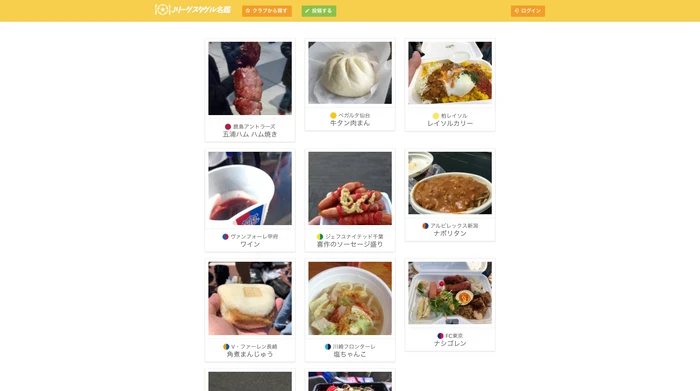 Jリーグスタグル名鑑
クラブから探す
投稿する
ログイン
鹿島アントラーズ
五浦ハム ハム焼き
ベガルタ仙台
牛タン肉まん
柏レイソル
レイソルカリー
ヴァンフォーレ甲府
ワイン
ジェフユナイテッド千葉
喜作のソーセージ盛り
アルビレックス新潟
ナポリタン
V・ファーレン長崎
角煮まんじゅう
川崎フロンターレ
塩ちゃんこ
FC東京
ナシゴレン